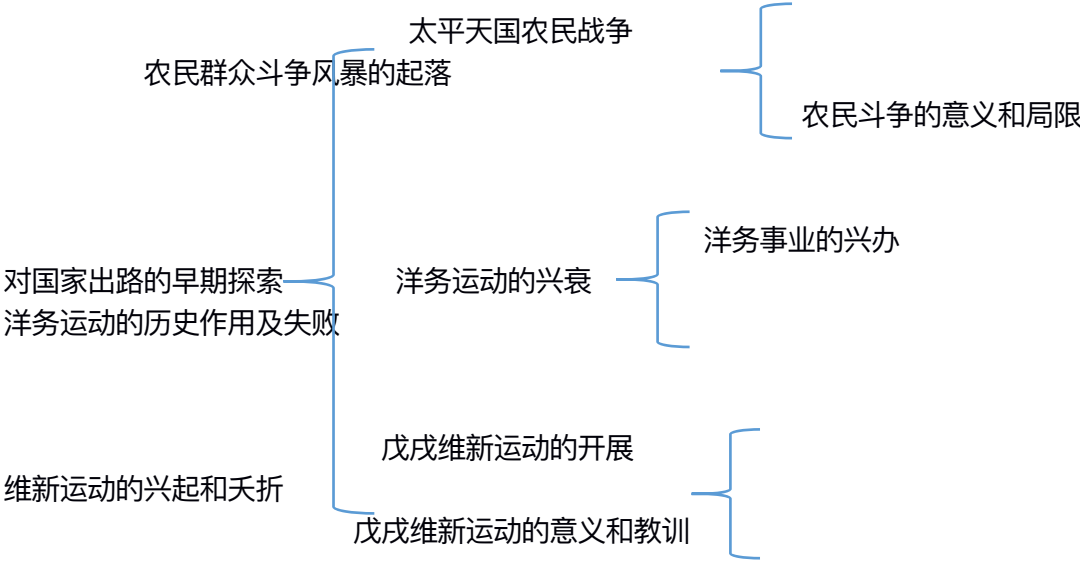 太平天国农民战争
农民群众斗争风暴的起落
农民斗争的意义和局限
洋务事业的兴办
对国家出路的早期探索
洋务运动的兴衰
洋务运动的历史作用及失败
戊戌维新运动的开展
维新运动的兴起和夭折
戊戌维新运动的意义和教训